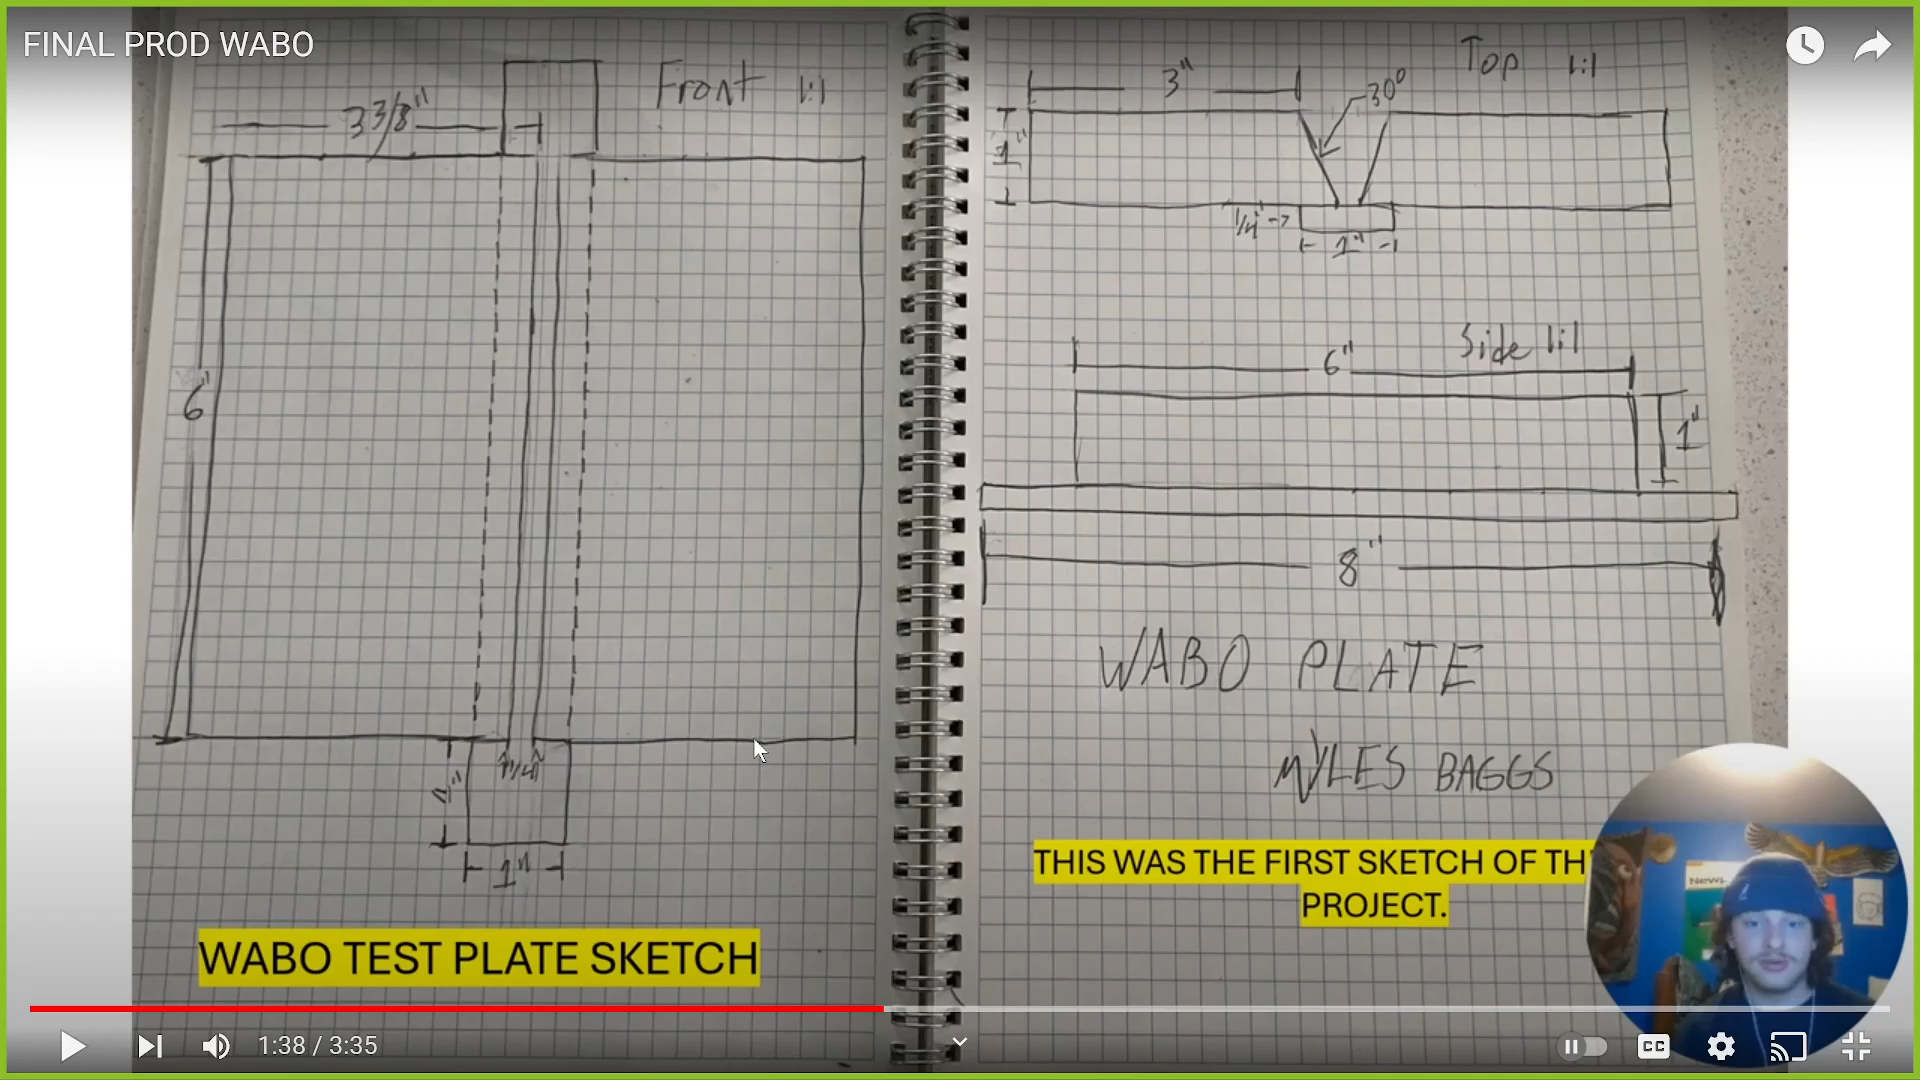 FINAL PROD WABO
Front 1:1
3 3/8"
6"
1/4"
1"
1"
WABO TEST PLATE SKETCH
Top 1:1
3"
30°
1"
1/4"
1"
Side 1:1
6"
1"
8"
WABO PLATE
MYLES BAGGS
THIS WAS THE FIRST SKETCH OF TH
PROJECT.
News
1:38 / 3:35
CC